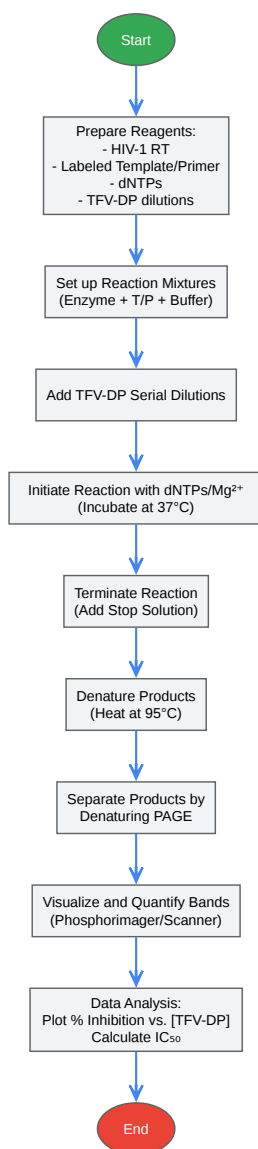 Start
Prepare Reagents:
- HIV-1 RT
- Labeled Template/Primer
- dNTPs
- TFV-DP dilutions
Set up Reaction Mixtures
(Enzyme + T/P + Buffer)
Add TFV-DP Serial Dilutions
Initiate Reaction with dNTPs/Mg²⁺
(Incubate at 37°C)
Terminate Reaction
(Add Stop Solution)
Denature Products
(Heat at 95°C)
Separate Products by
Denaturing PAGE
Visualize and Quantify Bands
(Phosphorimager/Scanner)
Data Analysis:
Plot % Inhibition vs. [TFV-DP]
Calculate IC₅₀
End